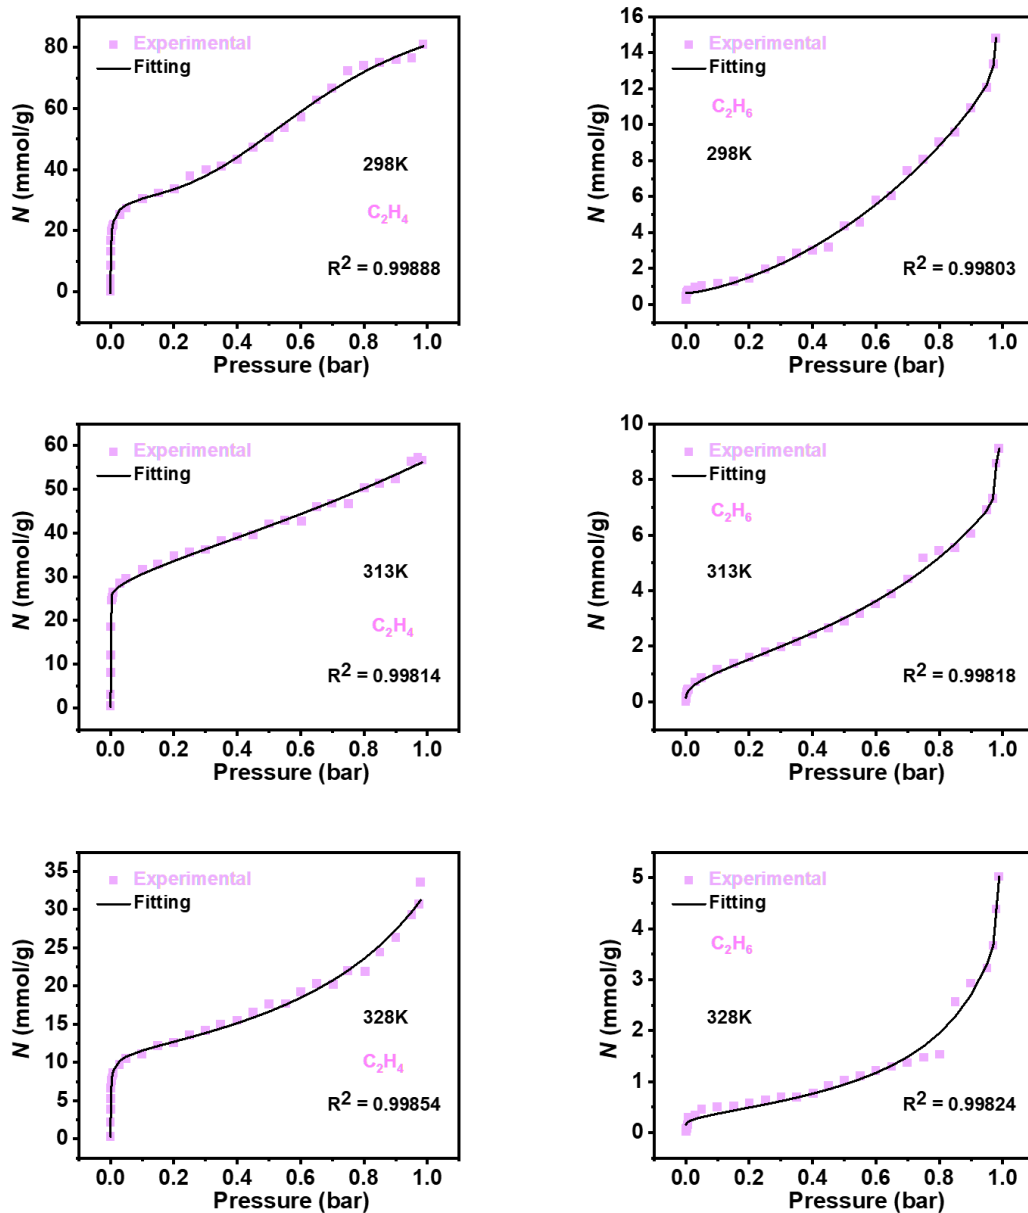 Experimental
Fitting
298K
C2H4
R2 = 0.99888
N (mmol/g)
80
60
40
20
0
0.0 0.2 0.4 0.6 0.8 1.0
Pressure (bar)
Experimental
Fitting
C2H6
298K
R2 = 0.99803
N (mmol/g)
16
14
12
10
8
6
4
2
0
0.0 0.2 0.4 0.6 0.8 1.0
Pressure (bar)
Experimental
Fitting
313K
C2H4
R2 = 0.99814
N (mmol/g)
60
50
40
30
20
10
0
0.0 0.2 0.4 0.6 0.8 1.0
Pressure (bar)
Experimental
Fitting
C2H6
313K
R2 = 0.99818
N (mmol/g)
10
8
6
4
2
0
0.0 0.2 0.4 0.6 0.8 1.0
Pressure (bar)
Experimental
Fitting
328K
C2H4
R2 = 0.99854
N (mmol/g)
35
30
25
20
15
10
5
0
0.0 0.2 0.4 0.6 0.8 1.0
Pressure (bar)
Experimental
Fitting
C2H6
328K
R2 = 0.99824
N (mmol/g)
5
4
3
2
1
0
0.0 0.2 0.4 0.6 0.8 1.0
Pressure (bar)